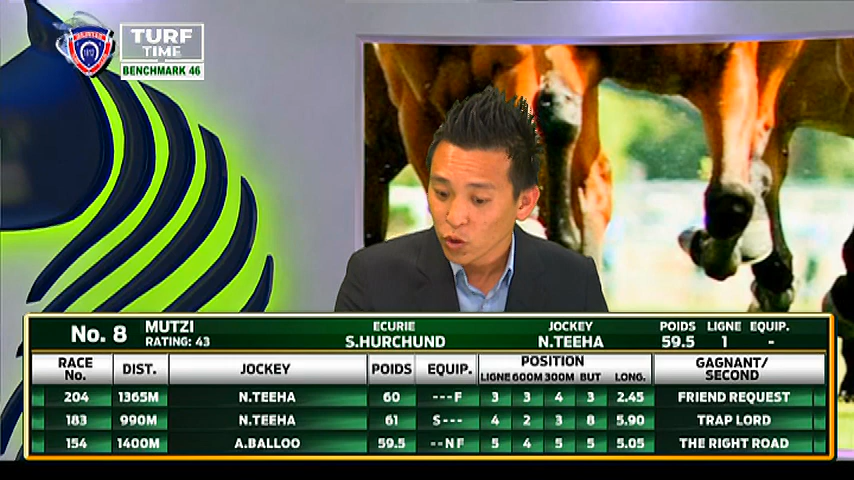 TURF
TIME
BENCHMARK 46
1812
No. 8 MUTZI RATING: 43 ECURIE S.HURCHUND JOCKEY N.TEEHA POIDS 59.5 LIGNE 1 EQUIP. -
RACE No. DIST. JOCKEY POIDS EQUIP. POSITION LIGNE 600M 300M BUT LONG. GAGNANT/ SECOND
204 1365M N.TEEHA 60 ---F 3 3 4 3 2.45 FRIEND REQUEST
183 990M N.TEEHA 61 S--- 4 2 3 8 5.90 TRAP LORD
154 1400M A.BALLOO 59.5 --NF 5 4 5 5 5.05 THE RIGHT ROAD